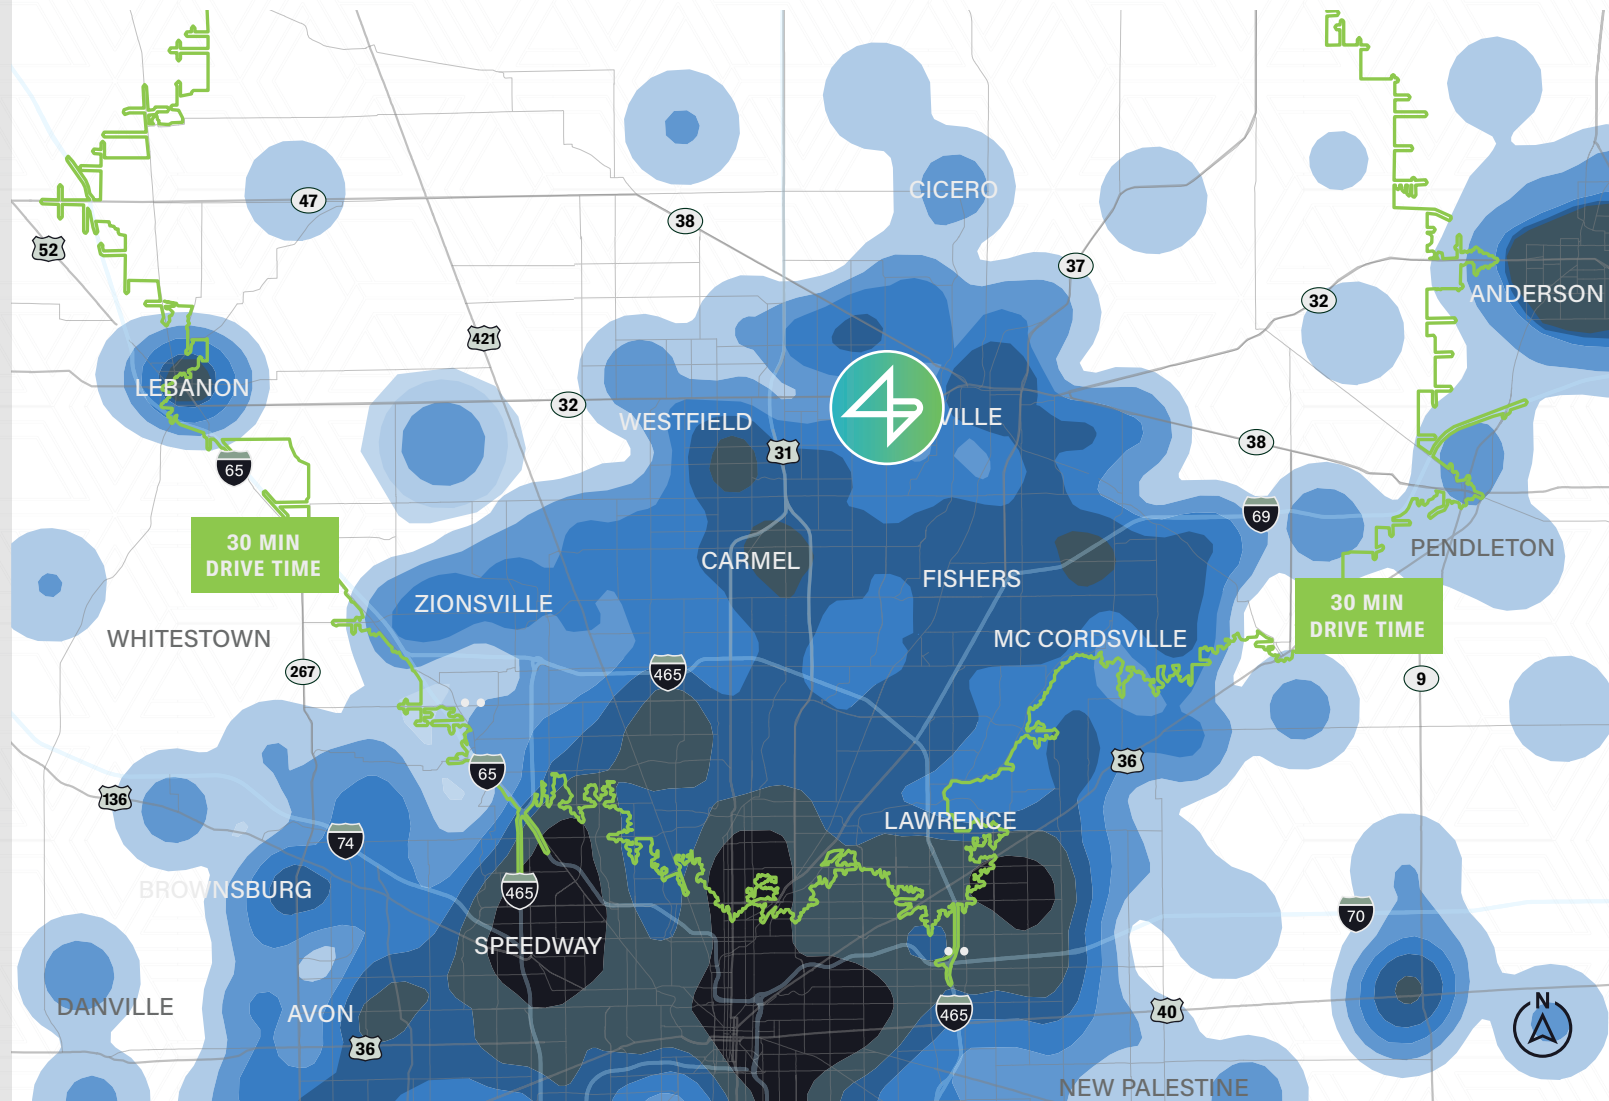 CICERO
47
38
52
37
32
ANDERSON
421
LEBANON
32
WESTFIELD
VILLE
31
38
65
69
30 MIN
DRIVE TIME
CARMEL
FISHERS
PENDLETON
ZIONSVILLE
30 MIN
DRIVE TIME
WHITESTOWN
MC CORDSVILLE
267
465
9
65
36
136
LAWRENCE
74
BROWNSBURG
465
70
SPEEDWAY
DANVILLE
AVON
465
40
N
36
NEW PALESTINE